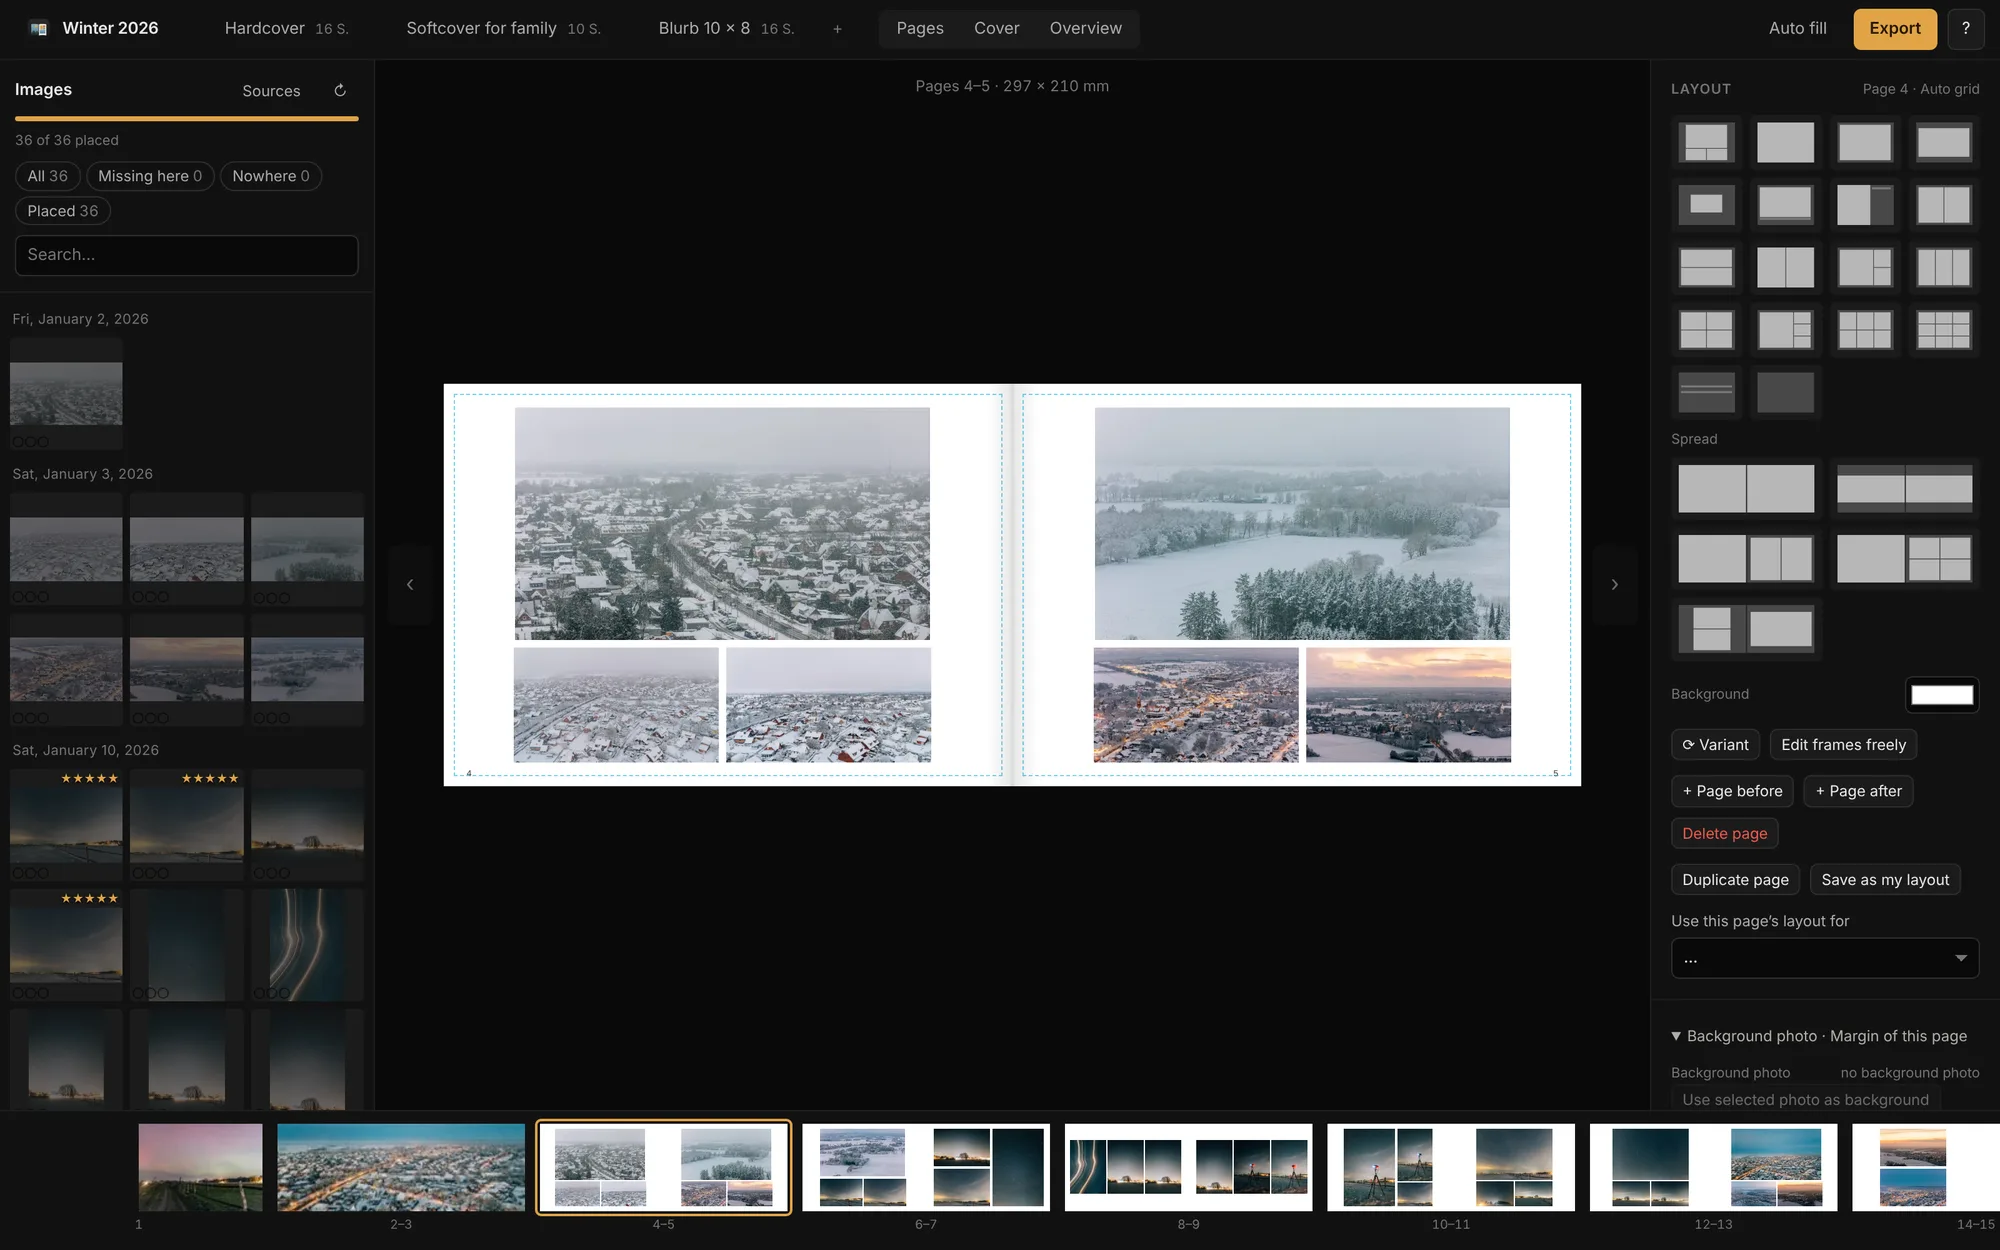 Winter 2026
Hardcover 16 S.
Softcover for family 10 S.
Blurb 10 × 8 16 S.
+
Pages Cover Overview
Auto fill
Export
?
Images
Sources
↻
36 of 36 placed
All 36
Missing here 0
Nowhere 0
Placed 36
Search...
Fri, January 2, 2026
Sat, January 3, 2026
Sat, January 10, 2026
★★★★★
★★★★★
★★★★★
Pages 4–5 · 297 × 210 mm
‹
›
4
5
LAYOUT
Page 4 · Auto grid
Spread
Background
⟳ Variant
Edit frames freely
+ Page before
+ Page after
Delete page
Duplicate page
Save as my layout
Use this page's layout for
...
▼ Background photo · Margin of this page
Background photo
no background photo
Use selected photo as background
1
2–3
4–5
6–7
8–9
10–11
12–13
14–15